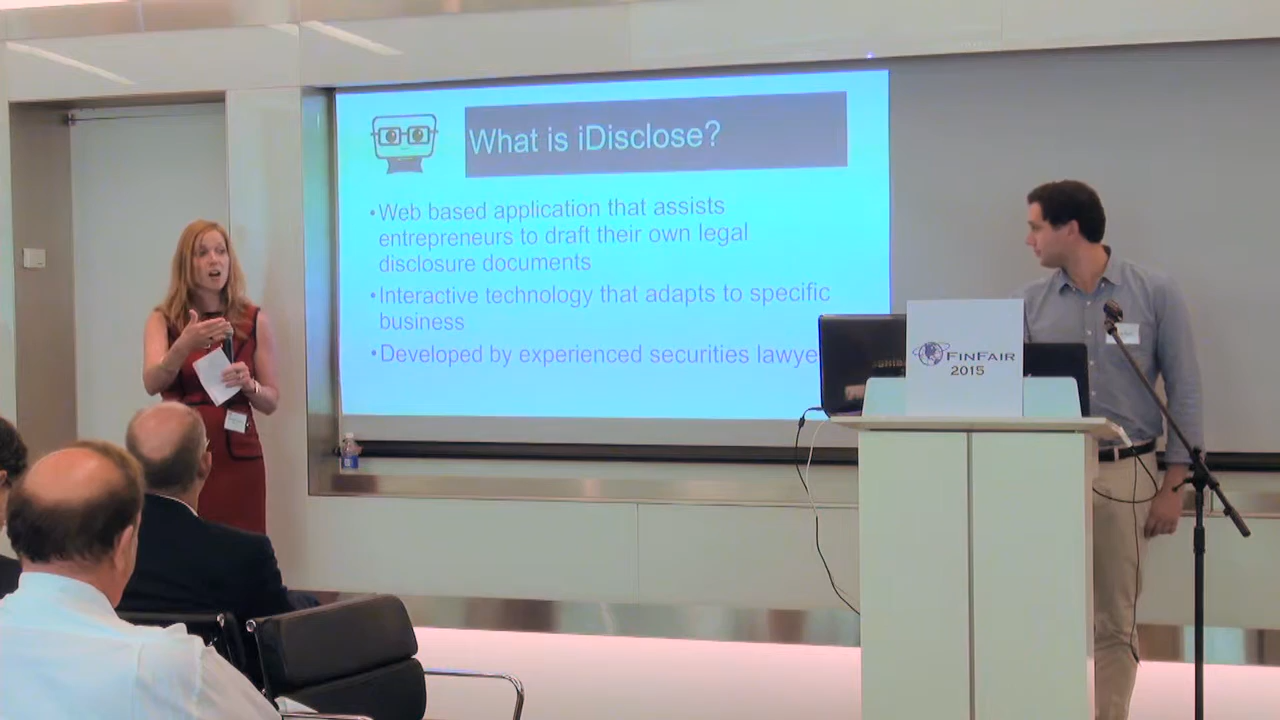 What is iDisclose?
•Web based application that assists
entrepreneurs to draft their own legal
disclosure documents
•Interactive technology that adapts to specific
business
•Developed by experienced securities lawye
FINFAIR
2015